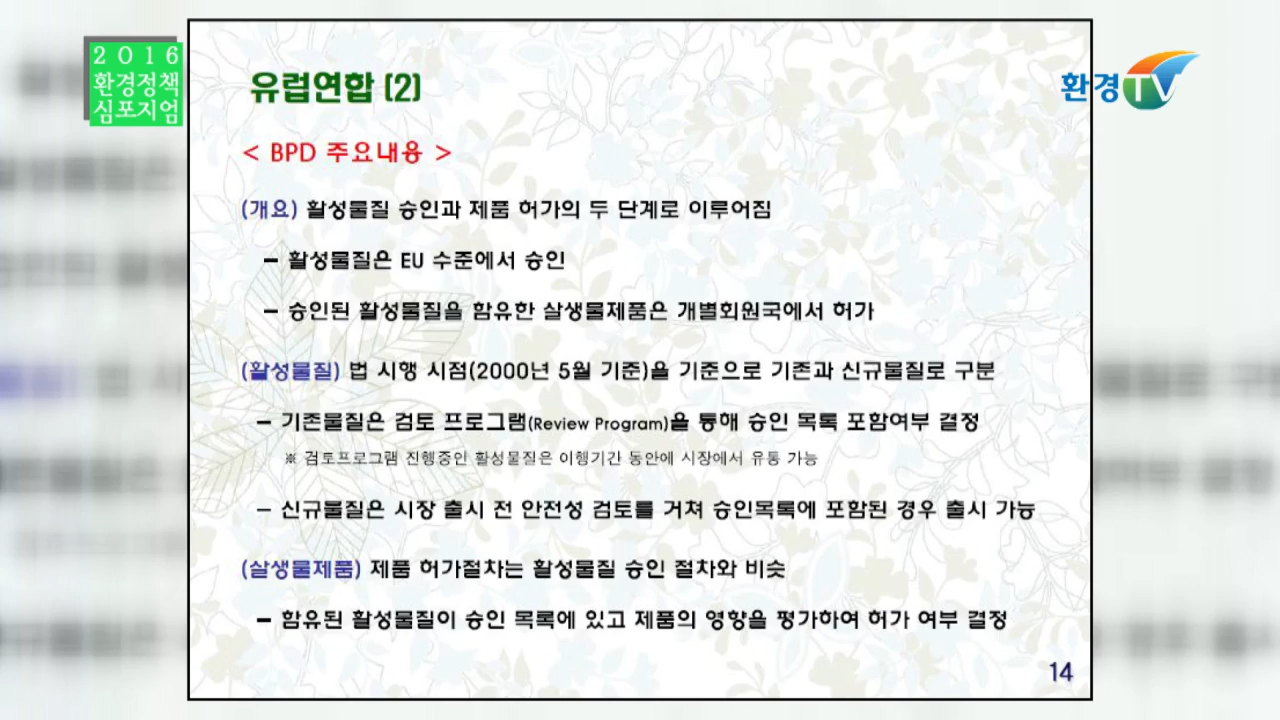 2016
환경정책
심포지엄
환경TV
유럽연합 (2)
< BPD 주요내용 >
(개요) 활성물질 승인과 제품 허가의 두 단계로 이루어짐
– 활성물질은 EU 수준에서 승인
– 승인된 활성물질을 함유한 살생물제품은 개별회원국에서 허가
(활성물질) 법 시행 시점(2000년 5월 기준)을 기준으로 기존과 신규물질로 구분
– 기존물질은 검토 프로그램(Review Program)을 통해 승인 목록 포함여부 결정
※ 검토프로그램 진행중인 활성물질은 이행기간 동안에 시장에서 유통 가능
– 신규물질은 시장 출시 전 안전성 검토를 거쳐 승인목록에 포함된 경우 출시 가능
(살생물제품) 제품 허가절차는 활성물질 승인 절차와 비슷
– 함유된 활성물질이 승인 목록에 있고 제품의 영향을 평가하여 허가 여부 결정
14